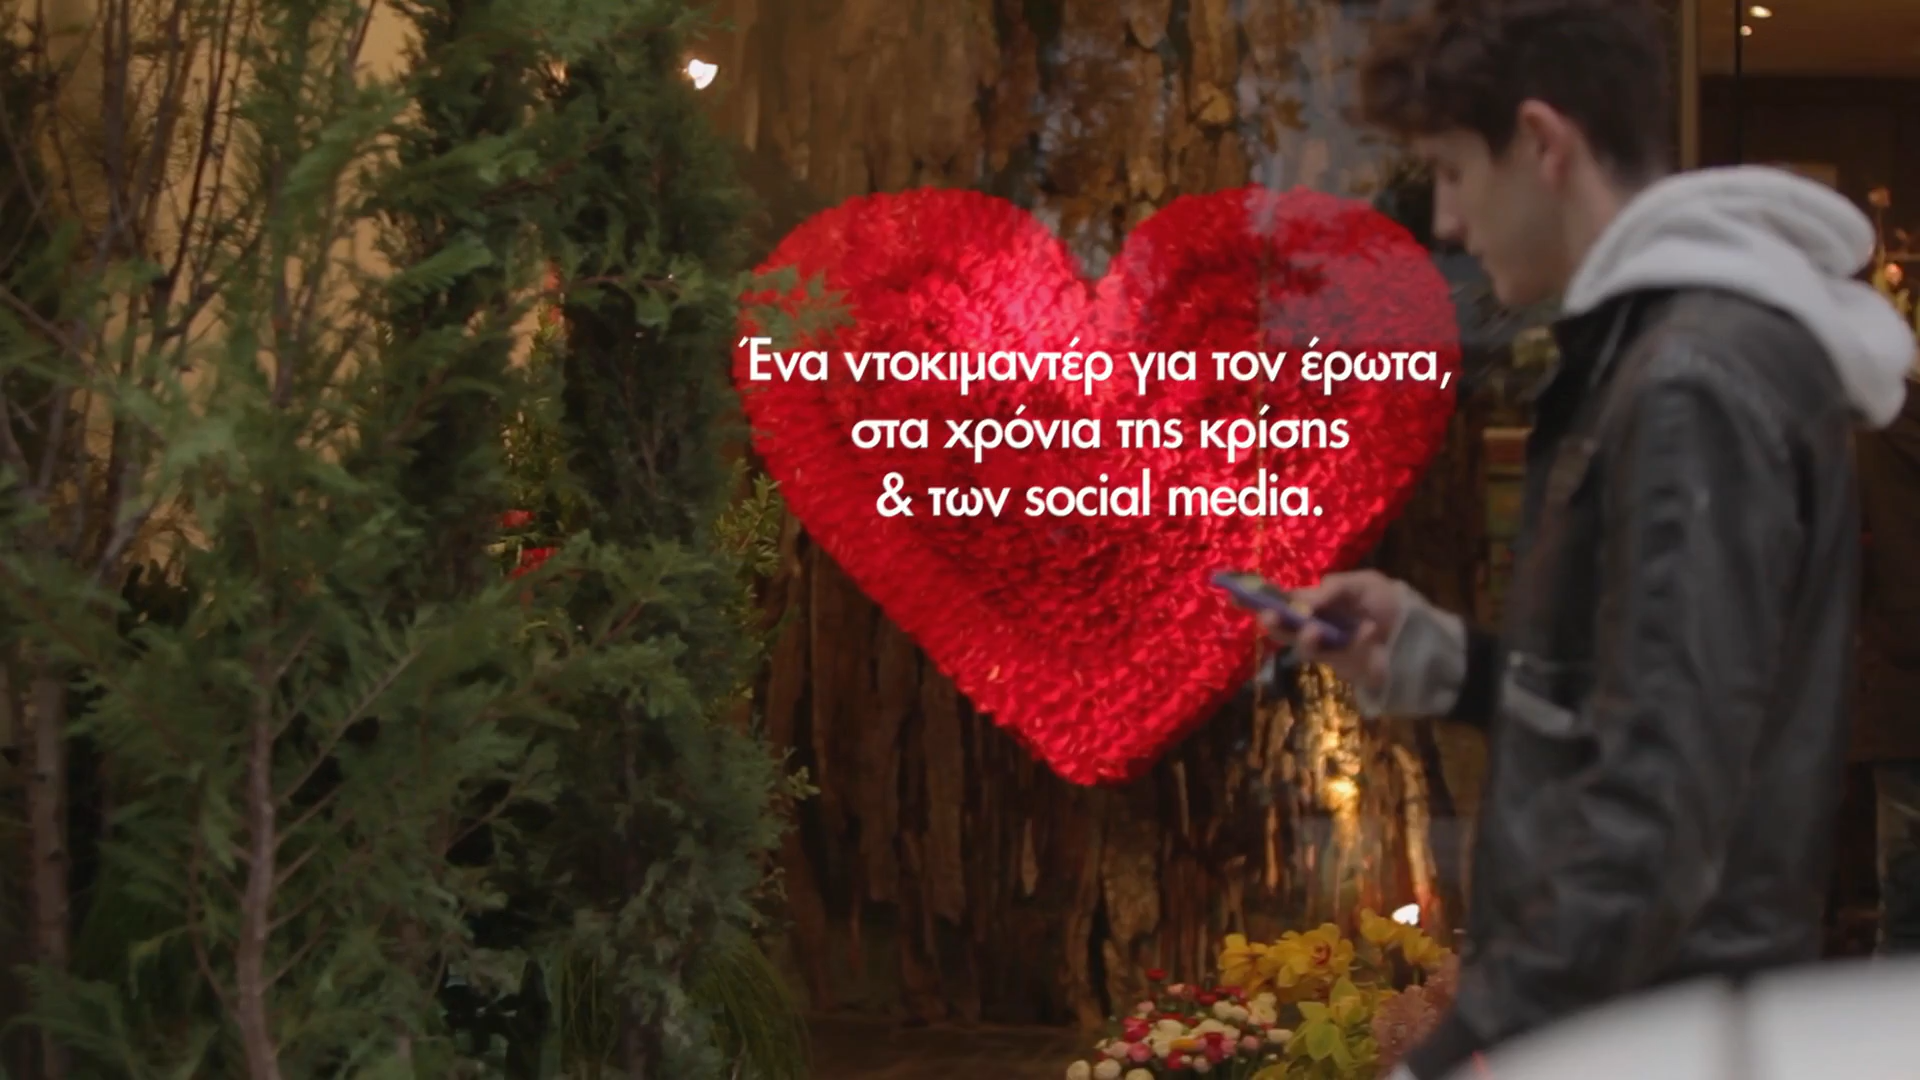 Ένα ντοκιμαντέρ για τον έρωτα,
στα χρόνια της κρίσης
& των social media.